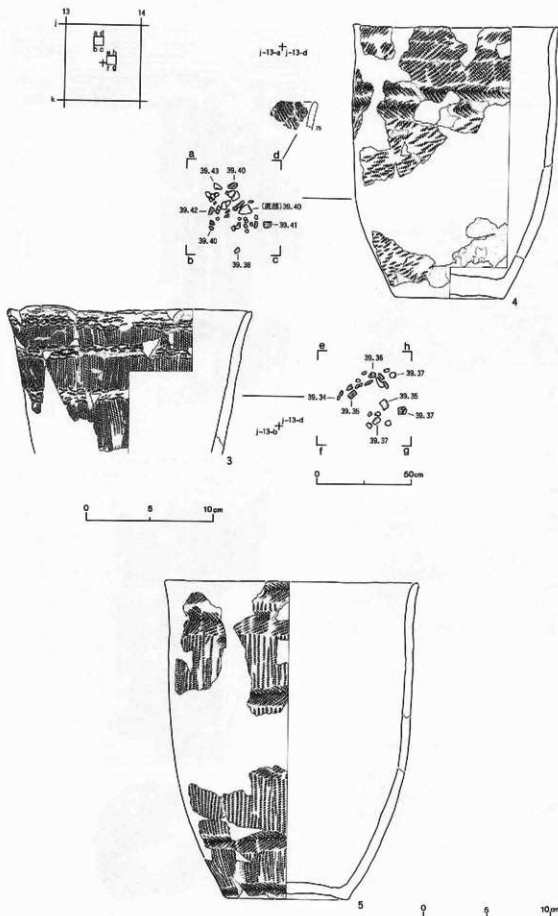 13 14
j
a d
b c
e h
f g
k
j-13-a j-13-d
a d
39.43 39.40
39.42 (底部)39.40
39.41
39.40
b c
39.38
4
3
e h
39.36
39.37
39.34 39.35
39.35
39.37
39.37
j-13-b j-13-d
f g
0 50cm
0 5 10cm
5
0 5 10cm